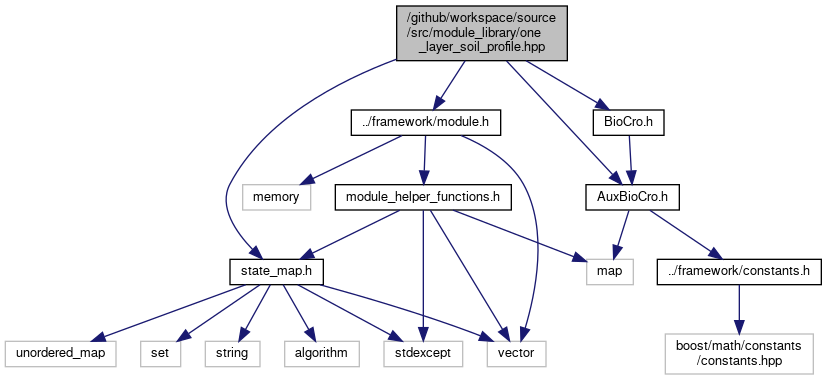 /github/workspace/source
/src/module_library/one
_layer_soil_profile.hpp
../framework/module.h
BioCro.h
memory
module_helper_functions.h
AuxBioCro.h
state_map.h
map
../framework/constants.h
unordered_map
set
string
algorithm
stdexcept
vector
boost/math/constants
/constants.hpp